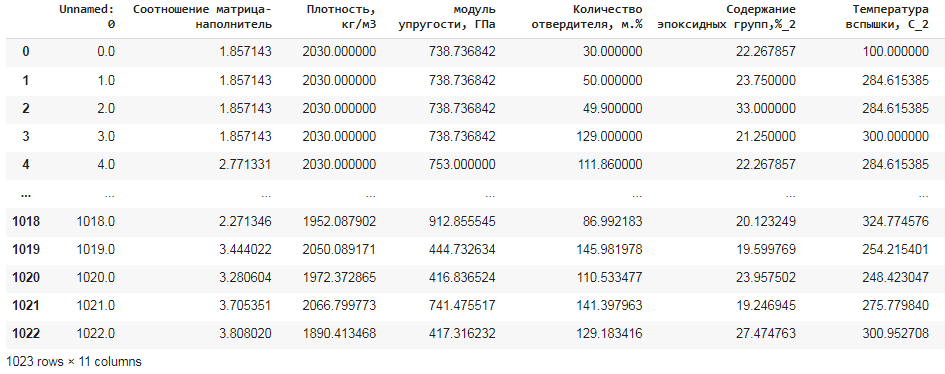 Unnamed: 0 Соотношение матрица-наполнитель Плотность, кг/м3 модуль упругости, ГПа Количество отвердителя, м.% Содержание эпоксидных групп,%_2 Температура вспышки, С_2
0 0.0 1.857143 2030.000000 738.736842 30.000000 22.267857 100.000000
1 1.0 1.857143 2030.000000 738.736842 50.000000 23.750000 284.615385
2 2.0 1.857143 2030.000000 738.736842 49.900000 33.000000 284.615385
3 3.0 1.857143 2030.000000 738.736842 129.000000 21.250000 300.000000
4 4.0 2.771331 2030.000000 753.000000 111.860000 22.267857 284.615385
... ... ... ... ... ... ... ...
1018 1018.0 2.271346 1952.087902 912.855545 86.992183 20.123249 324.774576
1019 1019.0 3.444022 2050.089171 444.732634 145.981978 19.599769 254.215401
1020 1020.0 3.280604 1972.372865 416.836524 110.533477 23.957502 248.423047
1021 1021.0 3.705351 2066.799773 741.475517 141.397963 19.246945 275.779840
1022 1022.0 3.808020 1890.413468 417.316232 129.183416 27.474763 300.952708
1023 rows × 11 columns